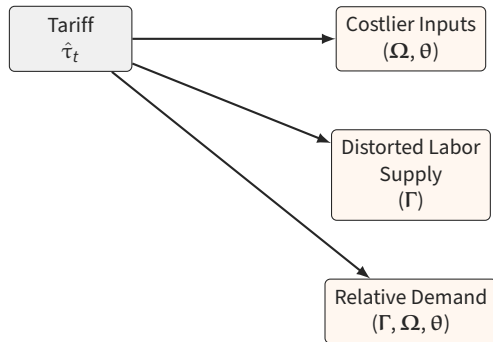 Tariff
τ̂ₜ
Costlier Inputs
(Ω, θ)
Distorted Labor
Supply
(Γ)
Relative Demand
(Γ, Ω, θ)